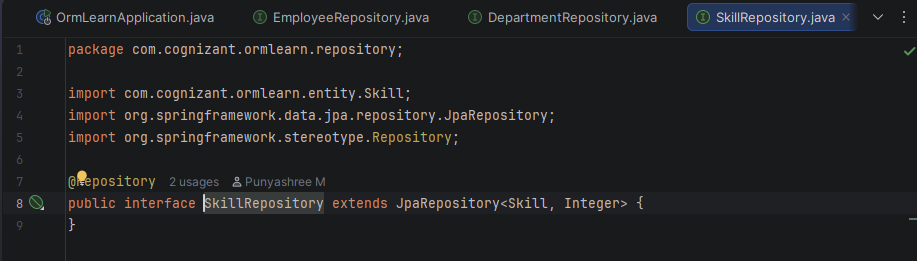 OrmLearnApplication.java EmployeeRepository.java DepartmentRepository.java SkillRepository.java
1 package com.cognizant.ormlearn.repository;
2
3 import com.cognizant.ormlearn.entity.Skill;
4 import org.springframework.data.jpa.repository.JpaRepository;
5 import org.springframework.stereotype.Repository;
6
7 @Repository 2 usages Punyashree M
8 public interface SkillRepository extends JpaRepository<Skill, Integer> {
9 }